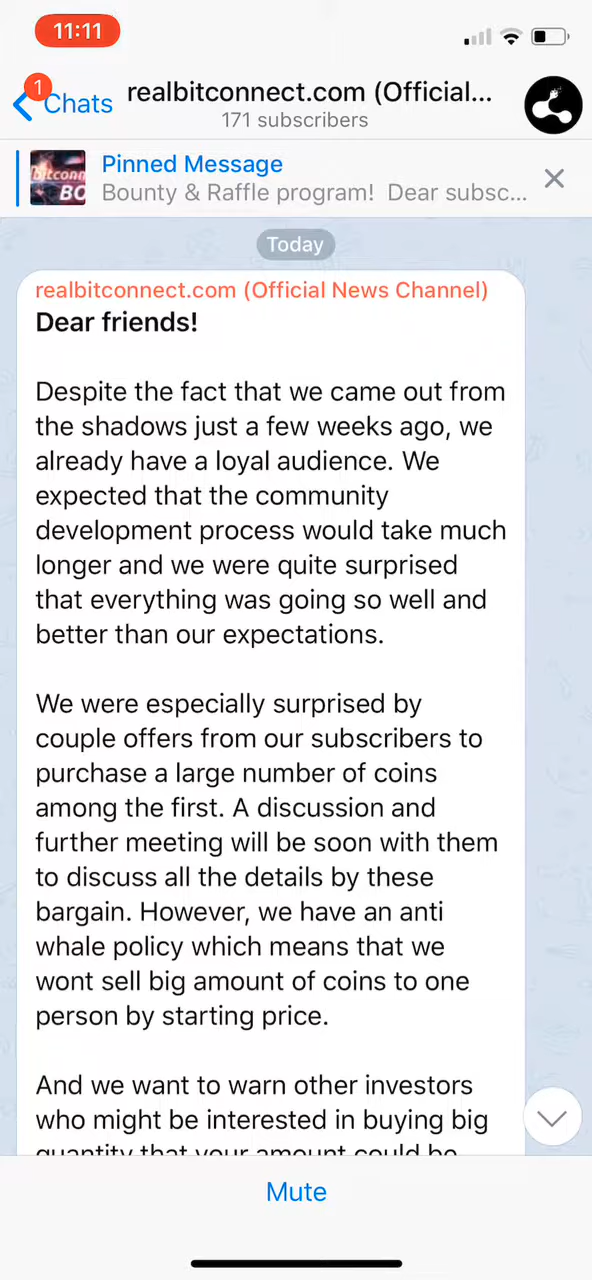 11:11
1
Chats
realbitconnect.com (Official...
171 subscribers
Pinned Message
Bounty & Raffle program!  Dear subsc...
Today
realbitconnect.com (Official News Channel)
Dear friends!
Despite the fact that we came out from
the shadows just a few weeks ago, we
already have a loyal audience. We
expected that the community
development process would take much
longer and we were quite surprised
that everything was going so well and
better than our expectations.
We were especially surprised by
couple offers from our subscribers to
purchase a large number of coins
among the first. A discussion and
further meeting will be soon with them
to discuss all the details by these
bargain. However, we have an anti
whale policy which means that we
wont sell big amount of coins to one
person by starting price.
And we want to warn other investors
who might be interested in buying big
quantity that your amount could be
Mute